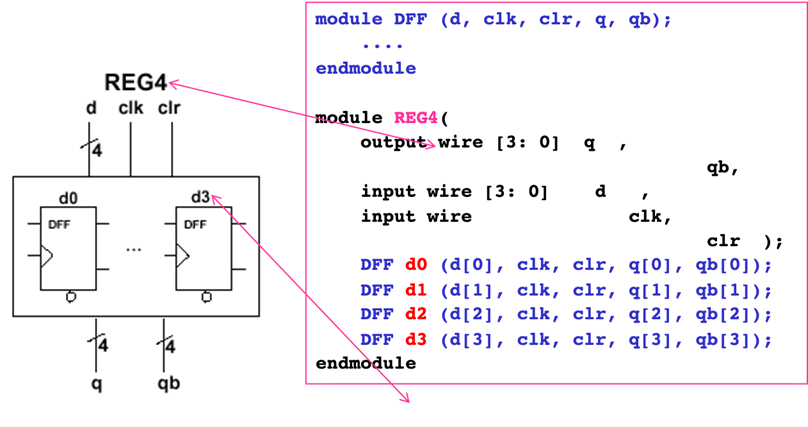 REG4
d clk clr
4
d0 d3
DFF ... DFF
4 4
q qb
module DFF (d, clk, clr, q, qb);
....
endmodule
module REG4(
output wire [3: 0] q ,
qb,
input wire [3: 0] d ,
input wire clk,
clr );
DFF d0 (d[0], clk, clr, q[0], qb[0]);
DFF d1 (d[1], clk, clr, q[1], qb[1]);
DFF d2 (d[2], clk, clr, q[2], qb[2]);
DFF d3 (d[3], clk, clr, q[3], qb[3]);
endmodule